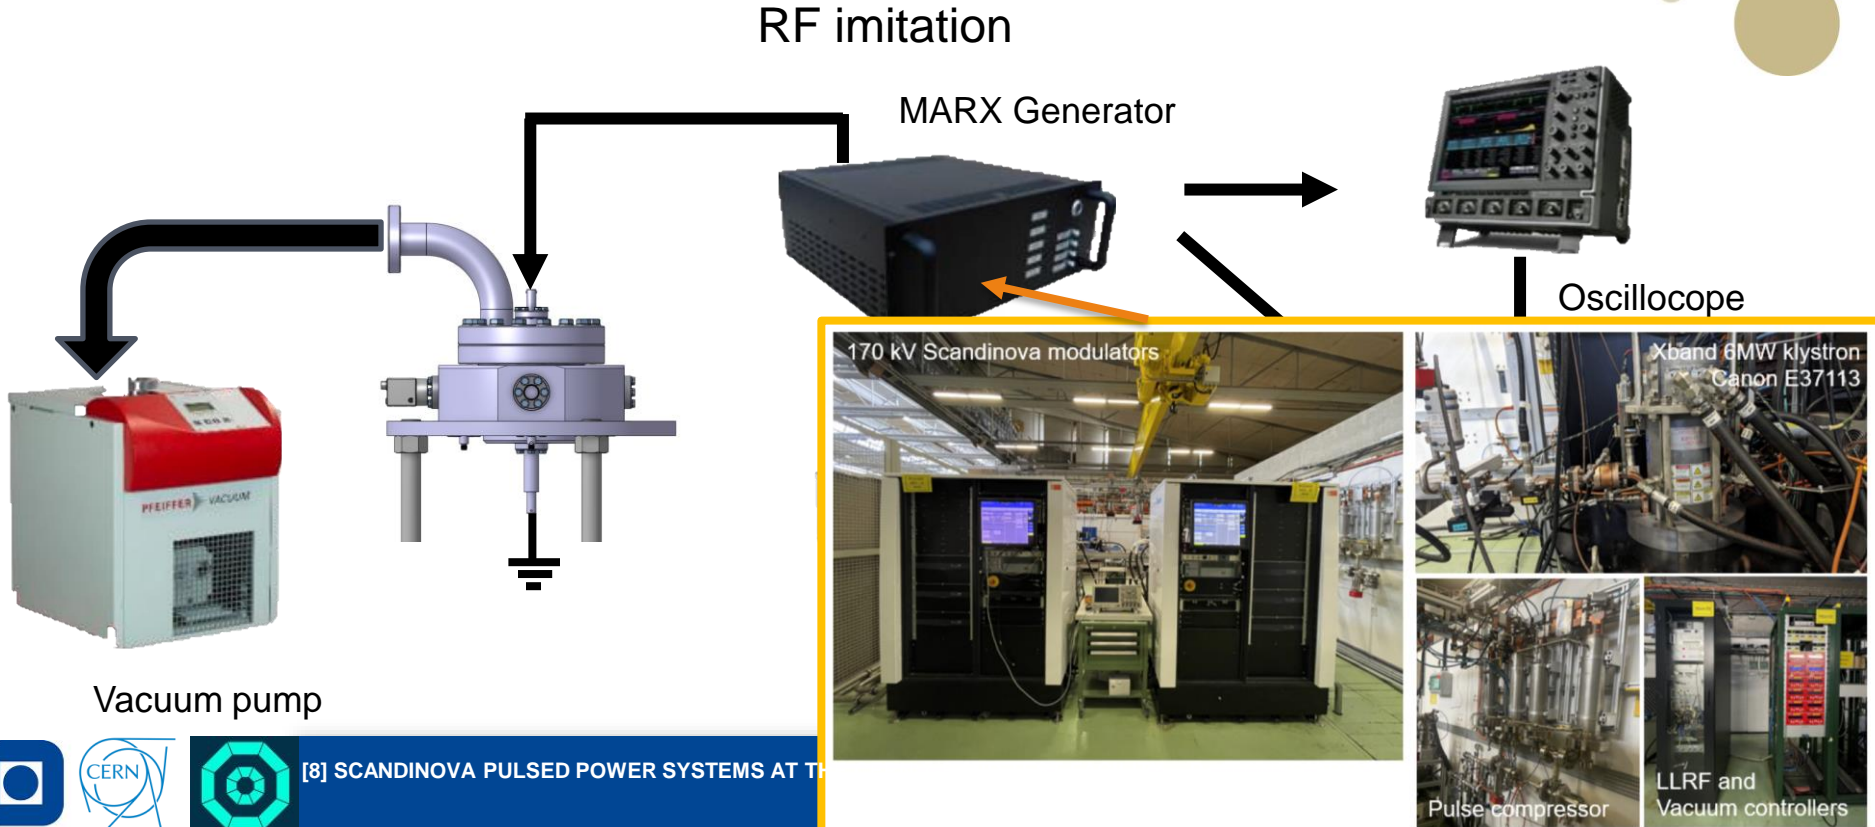 RF imitation
MARX Generator
Oscillocope
170 kV Scandinova modulators
Xband 6MW klystron
Canon E37113
PFEIFFER VACUUM
Vacuum pump
Pulse compressor
LLRF and
Vacuum controllers
CERN
[8] SCANDINOVA PULSED POWER SYSTEMS AT